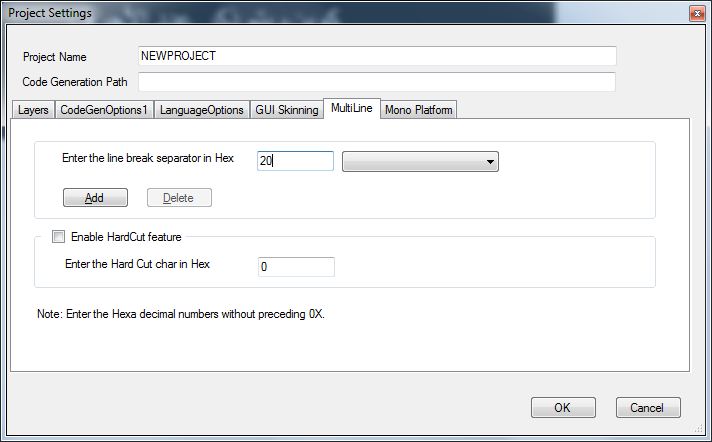 Project Settings
Project Name NEWPROJECT
Code Generation Path
Layers CodeGenOptions1 LanguageOptions GUI Skinning MultiLine Mono Platform
Enter the line break separator in Hex 20
Add Delete
Enable HardCut feature
Enter the Hard Cut char in Hex 0
Note: Enter the Hexa decimal numbers without preceding 0X.
OK Cancel